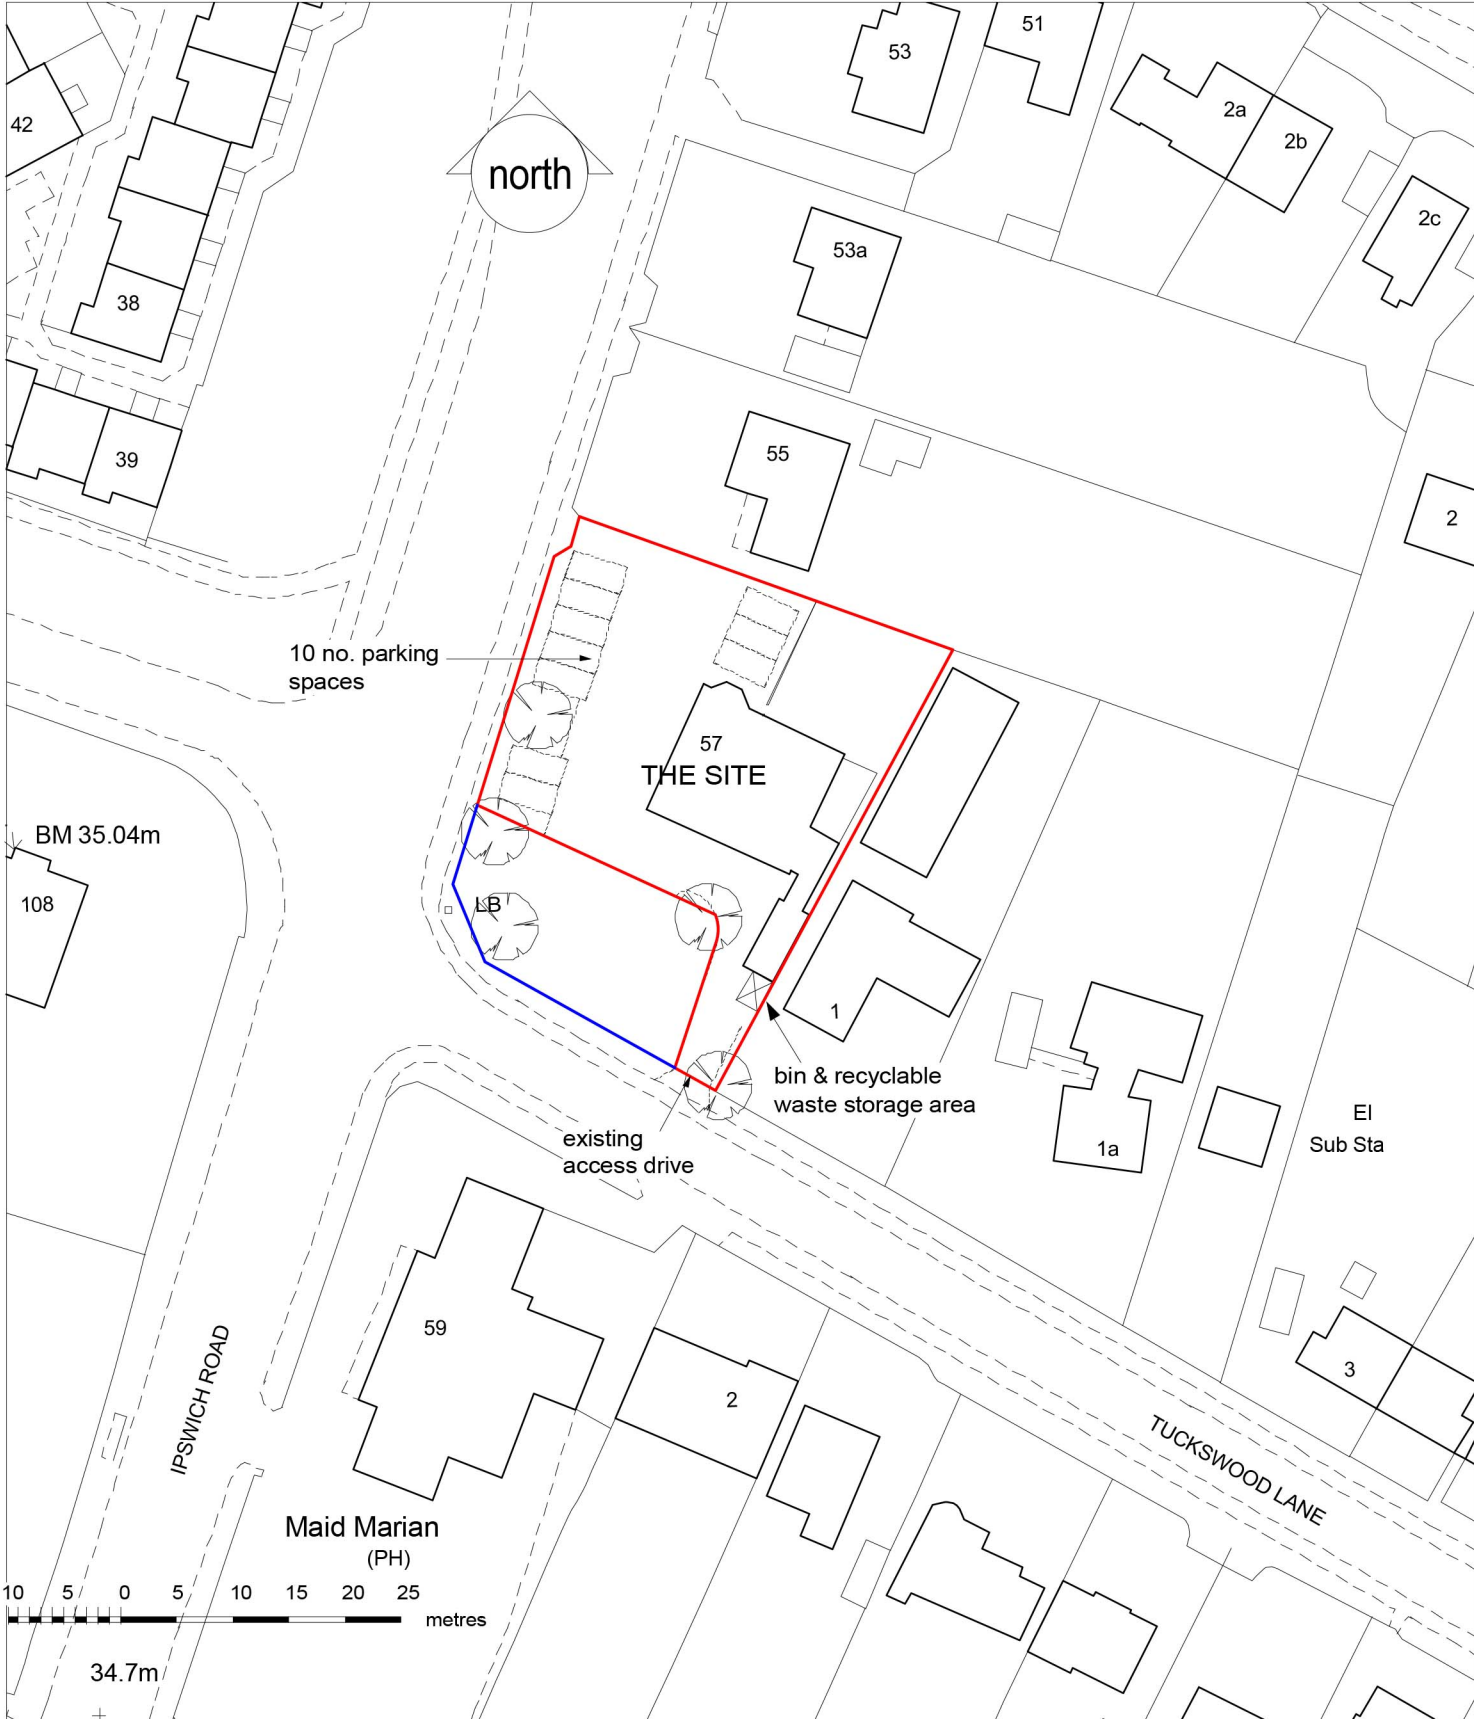 51
53
2a
42
2b
north
2c
53a
38
55
39
2
10 no. parking
spaces
57
THE SITE
BM 35.04m
108
LB
1
bin & recyclable
waste storage area
existing
access drive
El
Sub Sta
1a
59
3
2
IPSWICH ROAD
TUCKSWOOD LANE
Maid Marian
(PH)
10 5 0 5 10 15 20 25
metres
34.7m